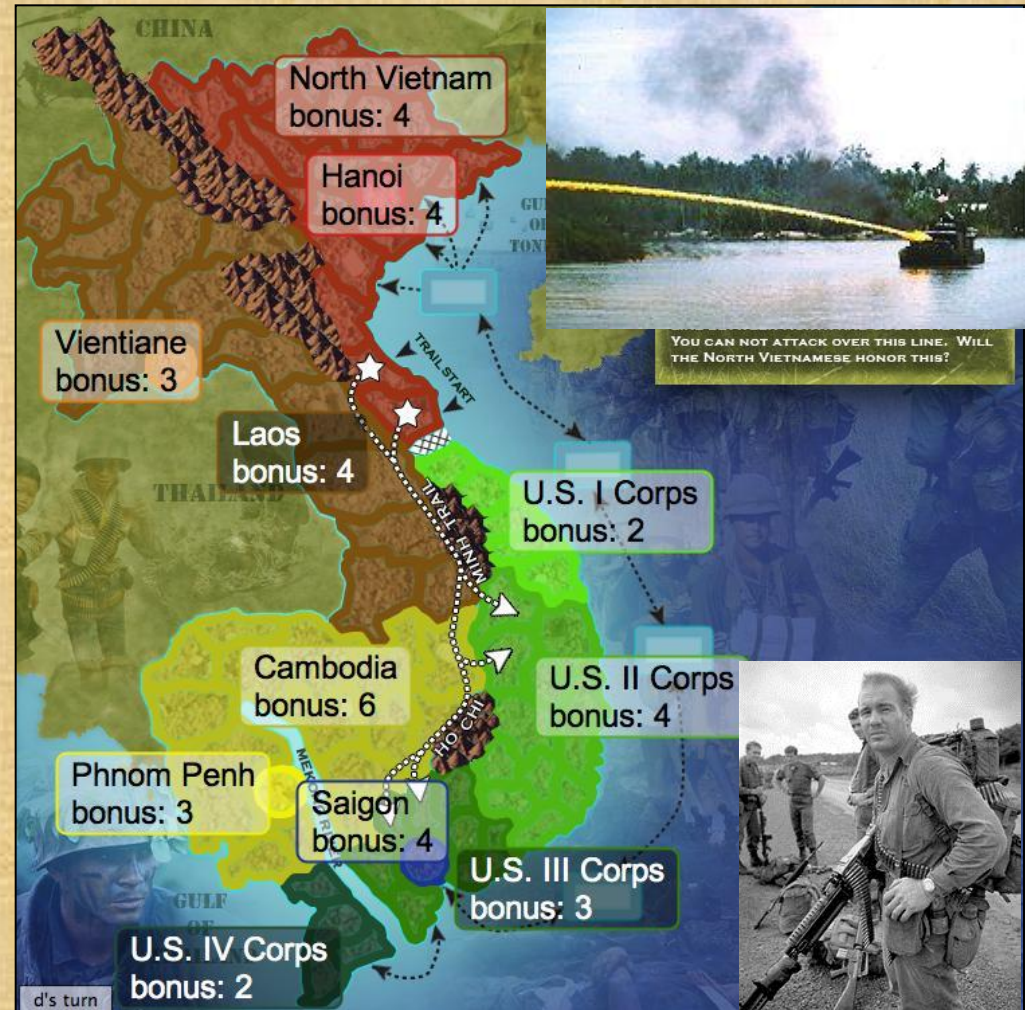 CHINA
North Vietnam
bonus: 4
Hanoi
bonus: 4
YOU CAN NOT ATTACK OVER THIS LINE. WILL
THE NORTH VIETNAMESE HONOR THIS?
Vientiane
bonus: 3
TRAIL START
Laos
bonus: 4
THAILAND
MINH TRAIL
U.S. I Corps
bonus: 2
Cambodia
bonus: 6
U.S. II Corps
bonus: 4
HO CHI
Phnom Penh
bonus: 3
Saigon
bonus: 4
U.S. III Corps
bonus: 3
GULF
OF
U.S. IV Corps
bonus: 2
d's turn